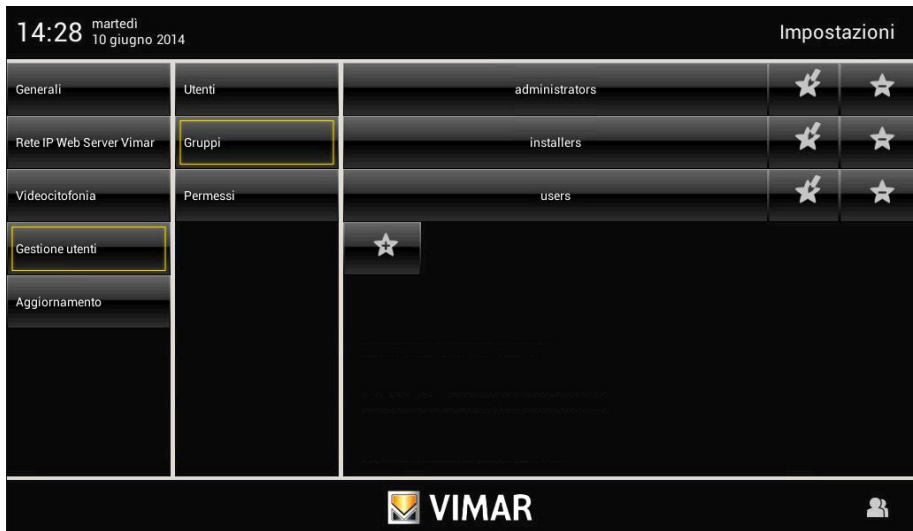 14:28 martedì
10 giugno 2014
Impostazioni
Generali
Utenti
administrators
Rete IP Web Server Vimar
Gruppi
installers
Videocitofonia
Permessi
users
Gestione utenti
Aggiornamento
VIMAR